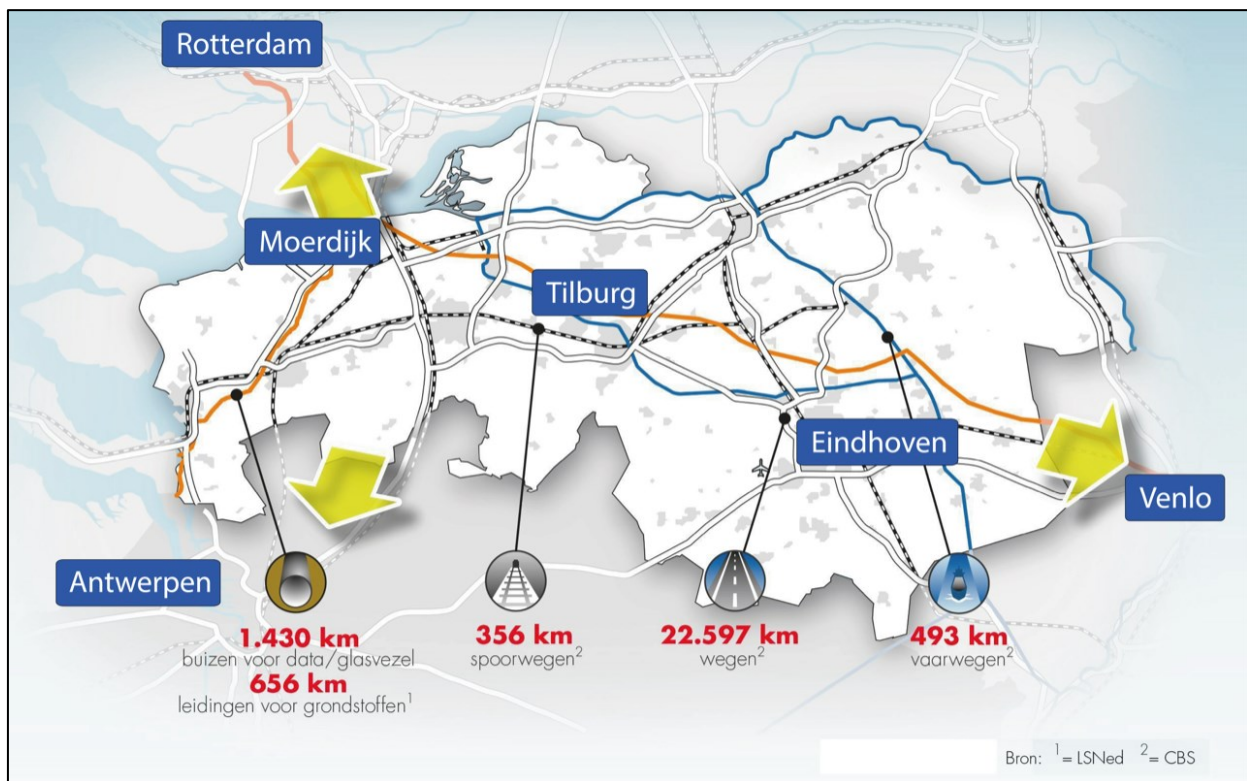 Rotterdam
Moerdijk
Tilburg
Eindhoven
Venlo
Antwerpen
1.430 km
buizen voor data/glasvezel
656 km
leidingen voor grondstoffen¹
356 km
spoorwegen²
22.597 km
wegen²
493 km
vaarwegen²
Bron: ¹= LSNed ²= CBS